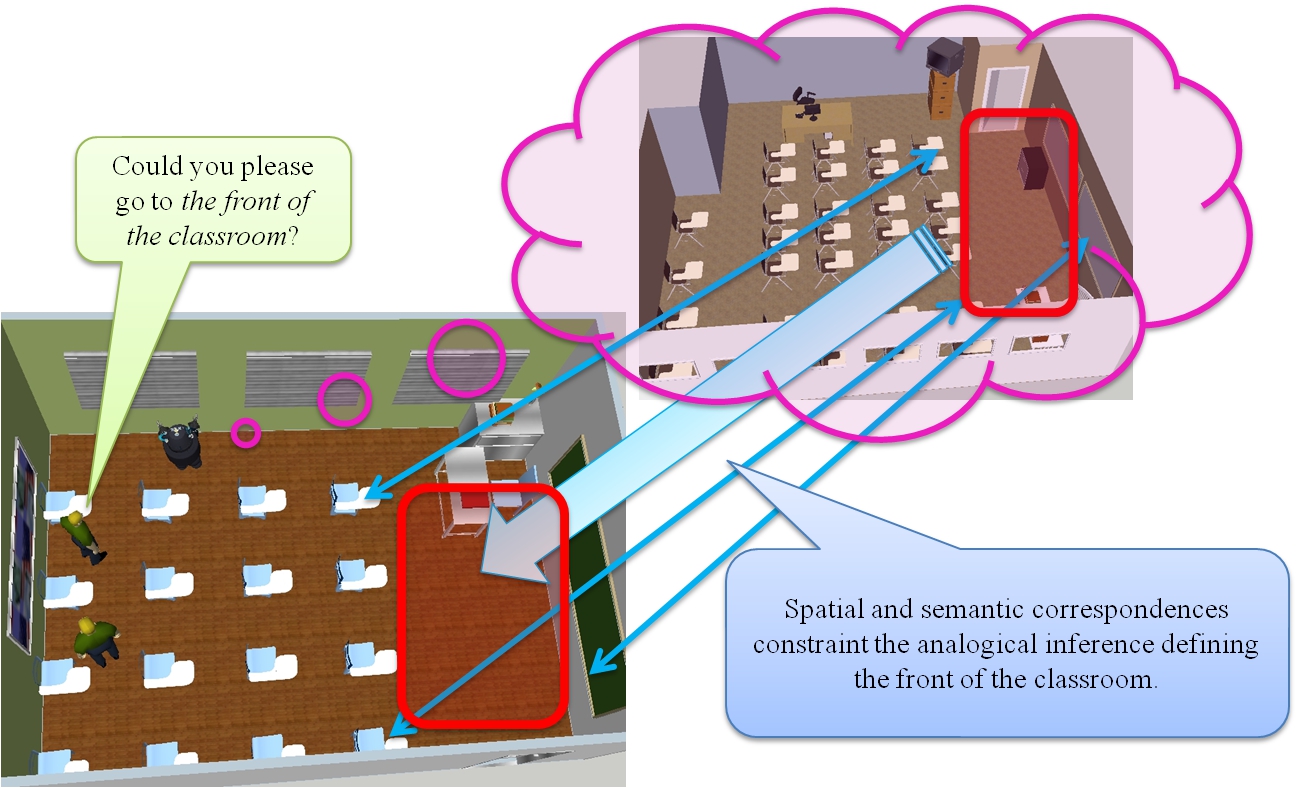 Could you please
go to the front of
the classroom?
Spatial and semantic correspondences
constraint the analogical inference defining
the front of the classroom.